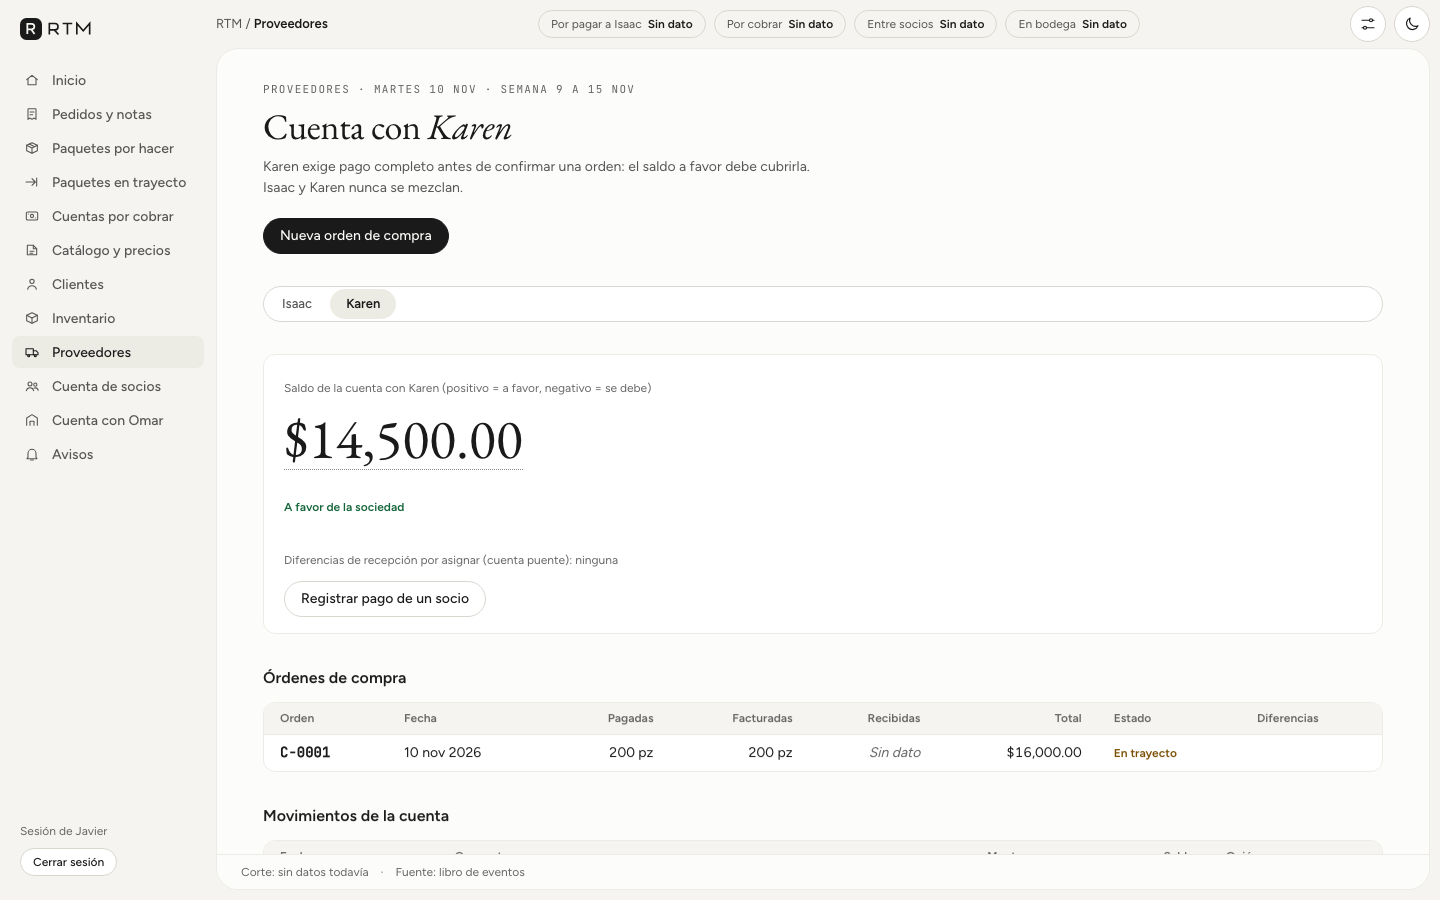 R RTM
RTM / Proveedores
Por pagar a Isaac Sin dato
Por cobrar Sin dato
Entre socios Sin dato
En bodega Sin dato
Inicio
Pedidos y notas
Paquetes por hacer
Paquetes en trayecto
Cuentas por cobrar
Catálogo y precios
Clientes
Inventario
Proveedores
Cuenta de socios
Cuenta con Omar
Avisos
Sesión de Javier
Cerrar sesión
PROVEEDORES · MARTES 10 NOV · SEMANA 9 A 15 NOV
Cuenta con Karen
Karen exige pago completo antes de confirmar una orden: el saldo a favor debe cubrirla.
Isaac y Karen nunca se mezclan.
Nueva orden de compra
Isaac Karen
Saldo de la cuenta con Karen (positivo = a favor, negativo = se debe)
$14,500.00
A favor de la sociedad
Diferencias de recepción por asignar (cuenta puente): ninguna
Registrar pago de un socio
Órdenes de compra
Orden Fecha Pagadas Facturadas Recibidas Total Estado Diferencias
C-0001 10 nov 2026 200 pz 200 pz Sin dato $16,000.00 En trayecto
Movimientos de la cuenta
Corte: sin datos todavía · Fuente: libro de eventos